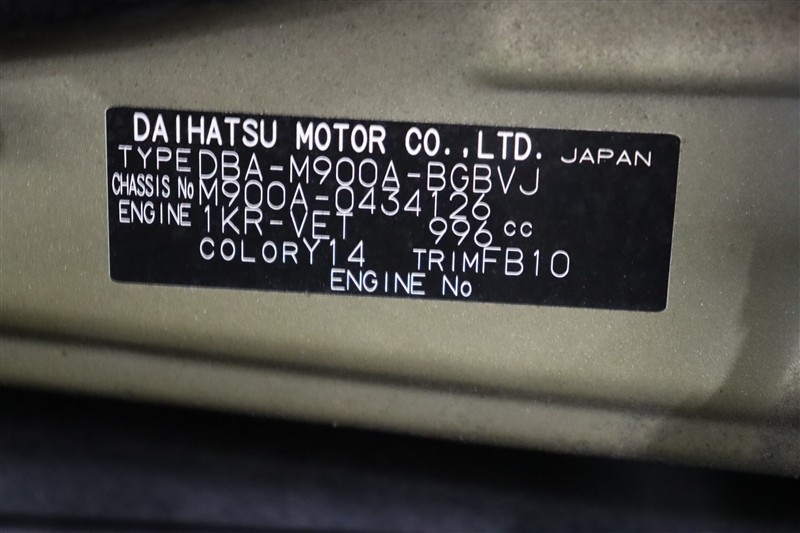 DAIHATSU MOTOR CO.,LTD. JAPAN
TYPE DBA-M900A-BGBVJ
CHASSIS No M900A-0434126
ENGINE 1KR-VET 996 cc
COLOR Y14 TRIM FB10
ENGINE No